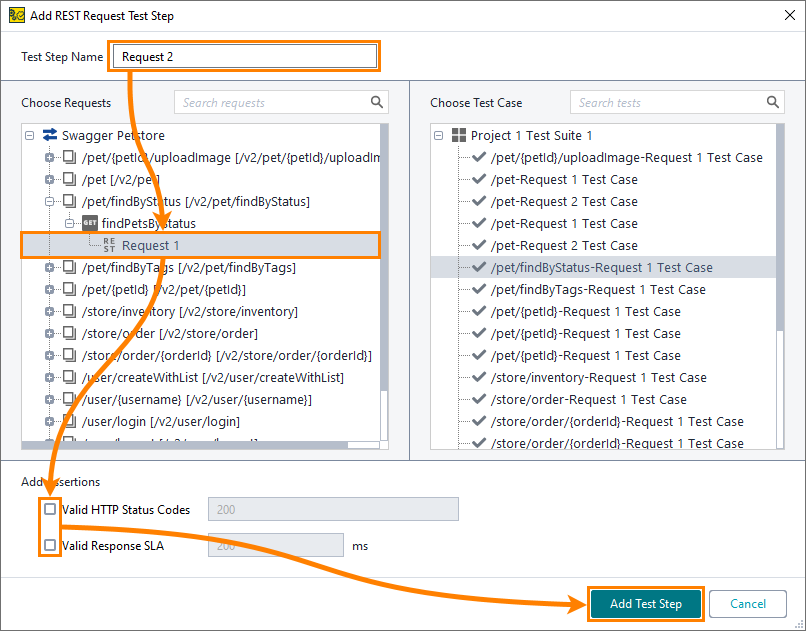 Add REST Request Test Step
Test Step Name Request 2
Choose Requests
Search requests
Swagger Petstore
/pet/{petId}/uploadImage [/v2/pet/{petId}/uploadIm
/pet [/v2/pet]
/pet/findByStatus [/v2/pet/findByStatus]
GET findPetsByStatus
REST Request 1
/pet/findByTags [/v2/pet/findByTags]
/pet/{petId} [/v2/pet/{petId}]
/store/inventory [/v2/store/inventory]
/store/order [/v2/store/order]
/store/order/{orderId} [/v2/store/order/{orderId}]
/user/createWithList [/v2/user/createWithList]
/user/{username} [/v2/user/{username}]
/user/login [/v2/user/login]
Choose Test Case
Search tests
Project 1 Test Suite 1
/pet/{petId}/uploadImage-Request 1 Test Case
/pet-Request 1 Test Case
/pet-Request 2 Test Case
/pet-Request 1 Test Case
/pet-Request 2 Test Case
/pet/findByStatus-Request 1 Test Case
/pet/findByTags-Request 1 Test Case
/pet/{petId}-Request 1 Test Case
/pet/{petId}-Request 1 Test Case
/pet/{petId}-Request 1 Test Case
/store/inventory-Request 1 Test Case
/store/order-Request 1 Test Case
/store/order/{orderId}-Request 1 Test Case
/store/order/{orderId}-Request 1 Test Case
Add Assertions
Valid HTTP Status Codes 200
Valid Response SLA 200 ms
Add Test Step
Cancel